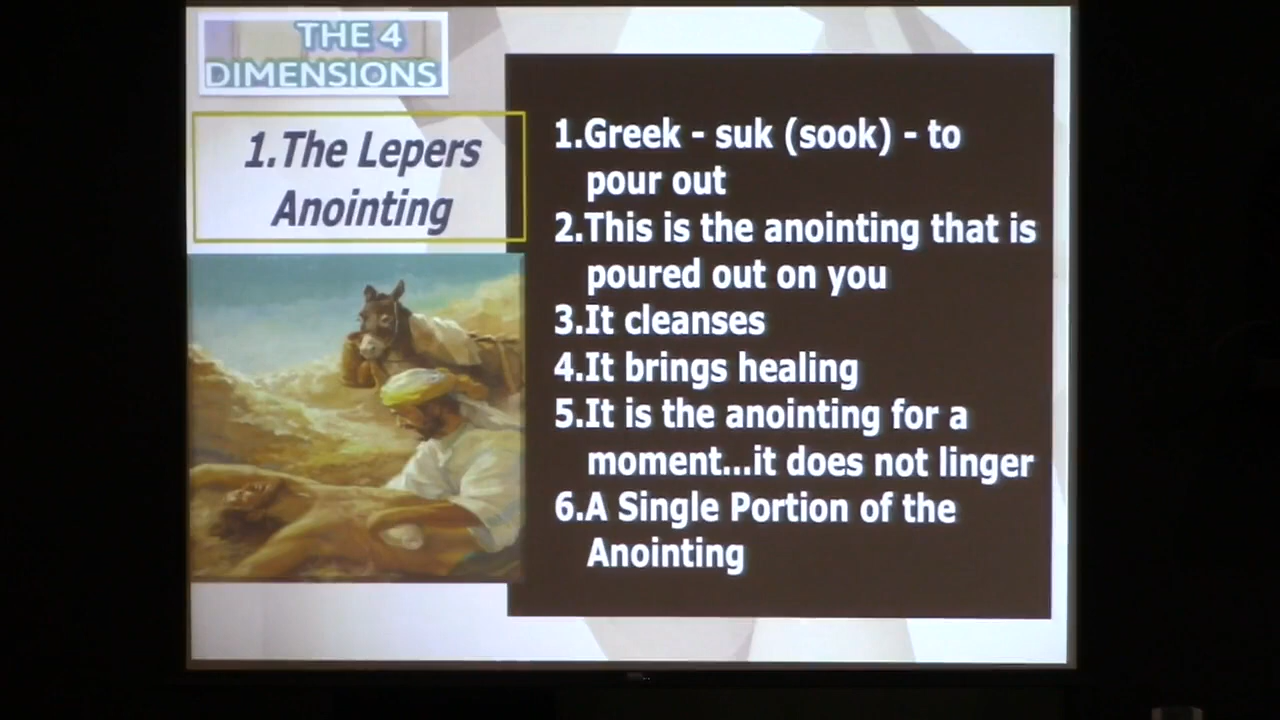 THE 4
DIMENSIONS
1.The Lepers
Anointing
1.Greek - suk (sook) - to
pour out
2.This is the anointing that is
poured out on you
3.It cleanses
4.It brings healing
5.It is the anointing for a
moment...it does not linger
6.A Single Portion of the
Anointing